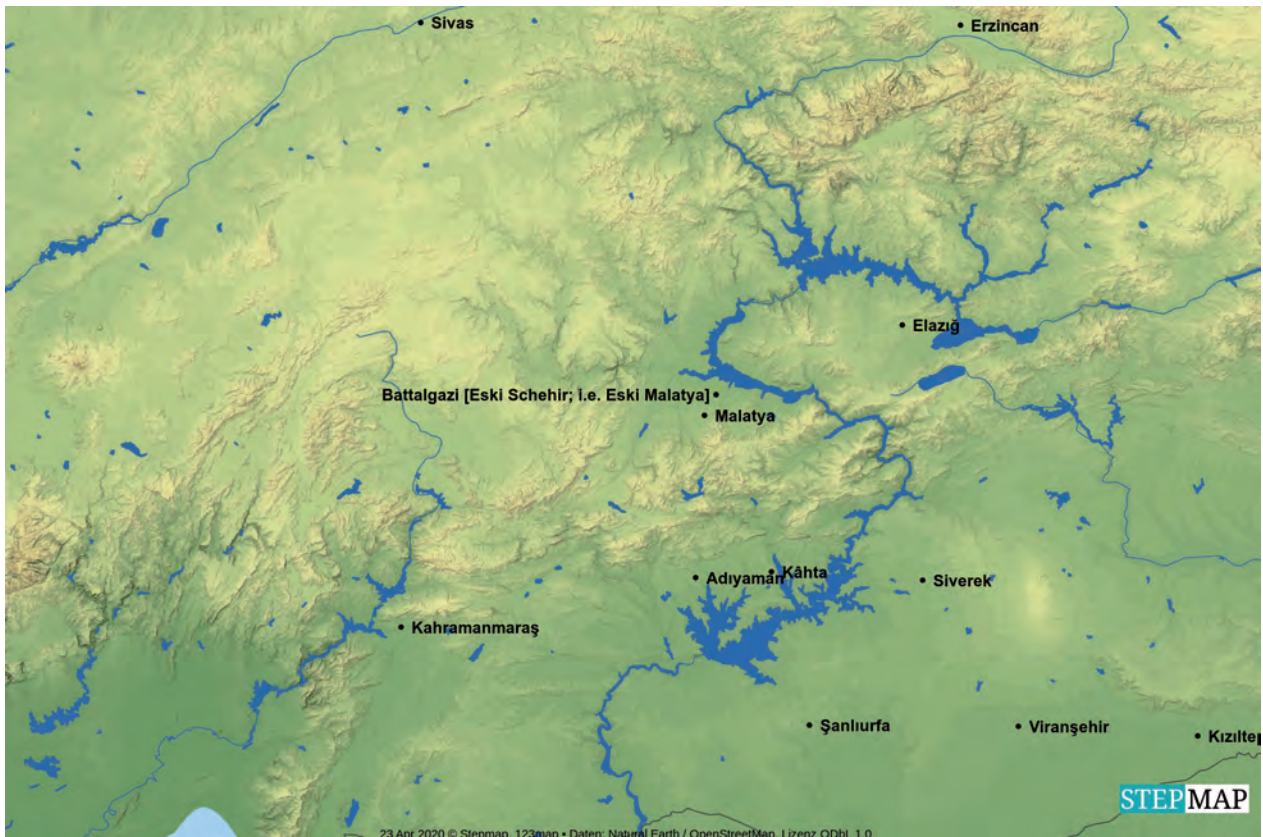 Sivas
Erzincan
Elazığ
Battalgazi [Eski Schehir; i.e. Eski Malatya]
Malatya
Adıyaman
Kâhta
Siverek
Kahramanmaraş
Şanlıurfa
Viranşehir
Kızıltep
STEPMAP
23 Apr 2020 © Stepmap, 123map • Daten: Natural Earth / OpenStreetMap, Lizenz ODbL 1.0